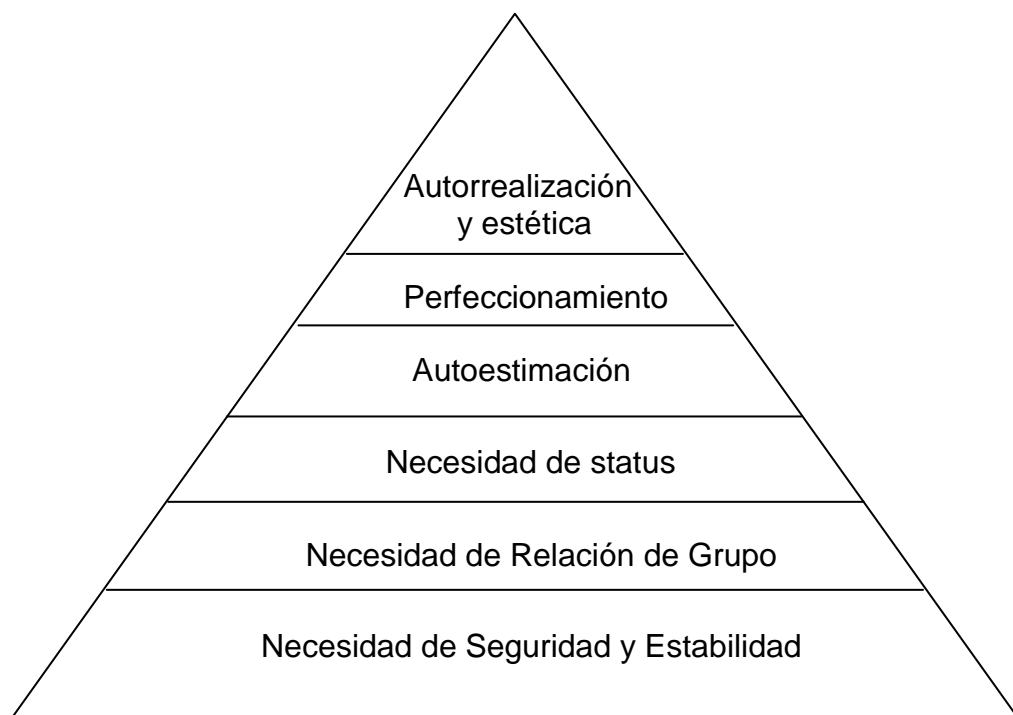 Autorrealización
y estética
Perfeccionamiento
Autoestimación
Necesidad de status
Necesidad de Relación de Grupo
Necesidad de Seguridad y Estabilidad